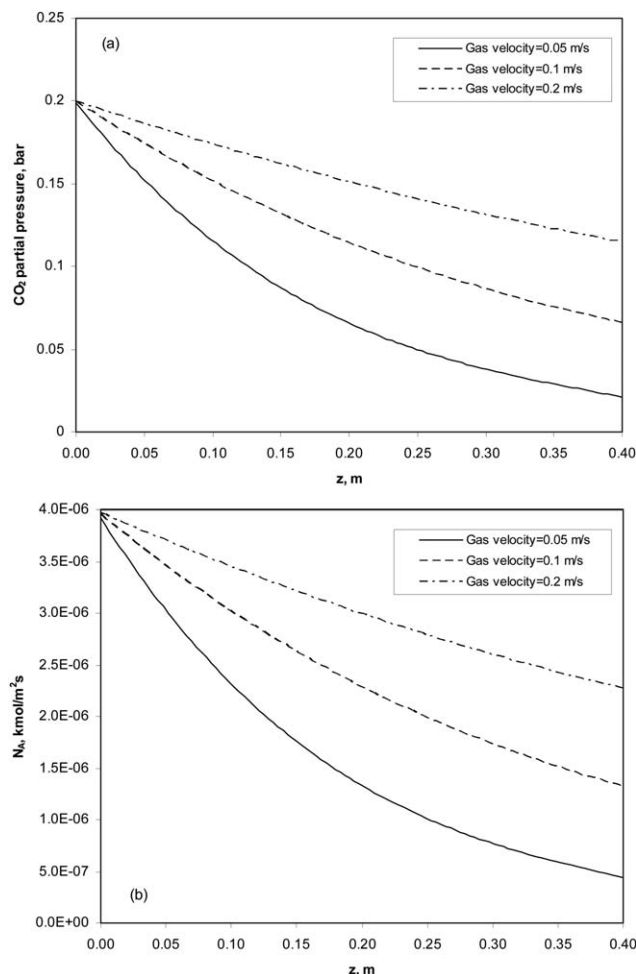 (a)
Gas velocity=0.05 m/s
Gas velocity=0.1 m/s
Gas velocity=0.2 m/s
0.25
0.2
0.15
0.1
0.05
0
CO₂ partial pressure, bar
0.00 0.05 0.10 0.15 0.20 0.25 0.30 0.35 0.40
z, m
4.0E-06
3.5E-06
3.0E-06
2.5E-06
2.0E-06
1.5E-06
1.0E-06
5.0E-07
0.0E+00
N_A, kmol/m²s
Gas velocity=0.05 m/s
Gas velocity=0.1 m/s
Gas velocity=0.2 m/s
(b)
0.00 0.05 0.10 0.15 0.20 0.25 0.30 0.35 0.40
z, m